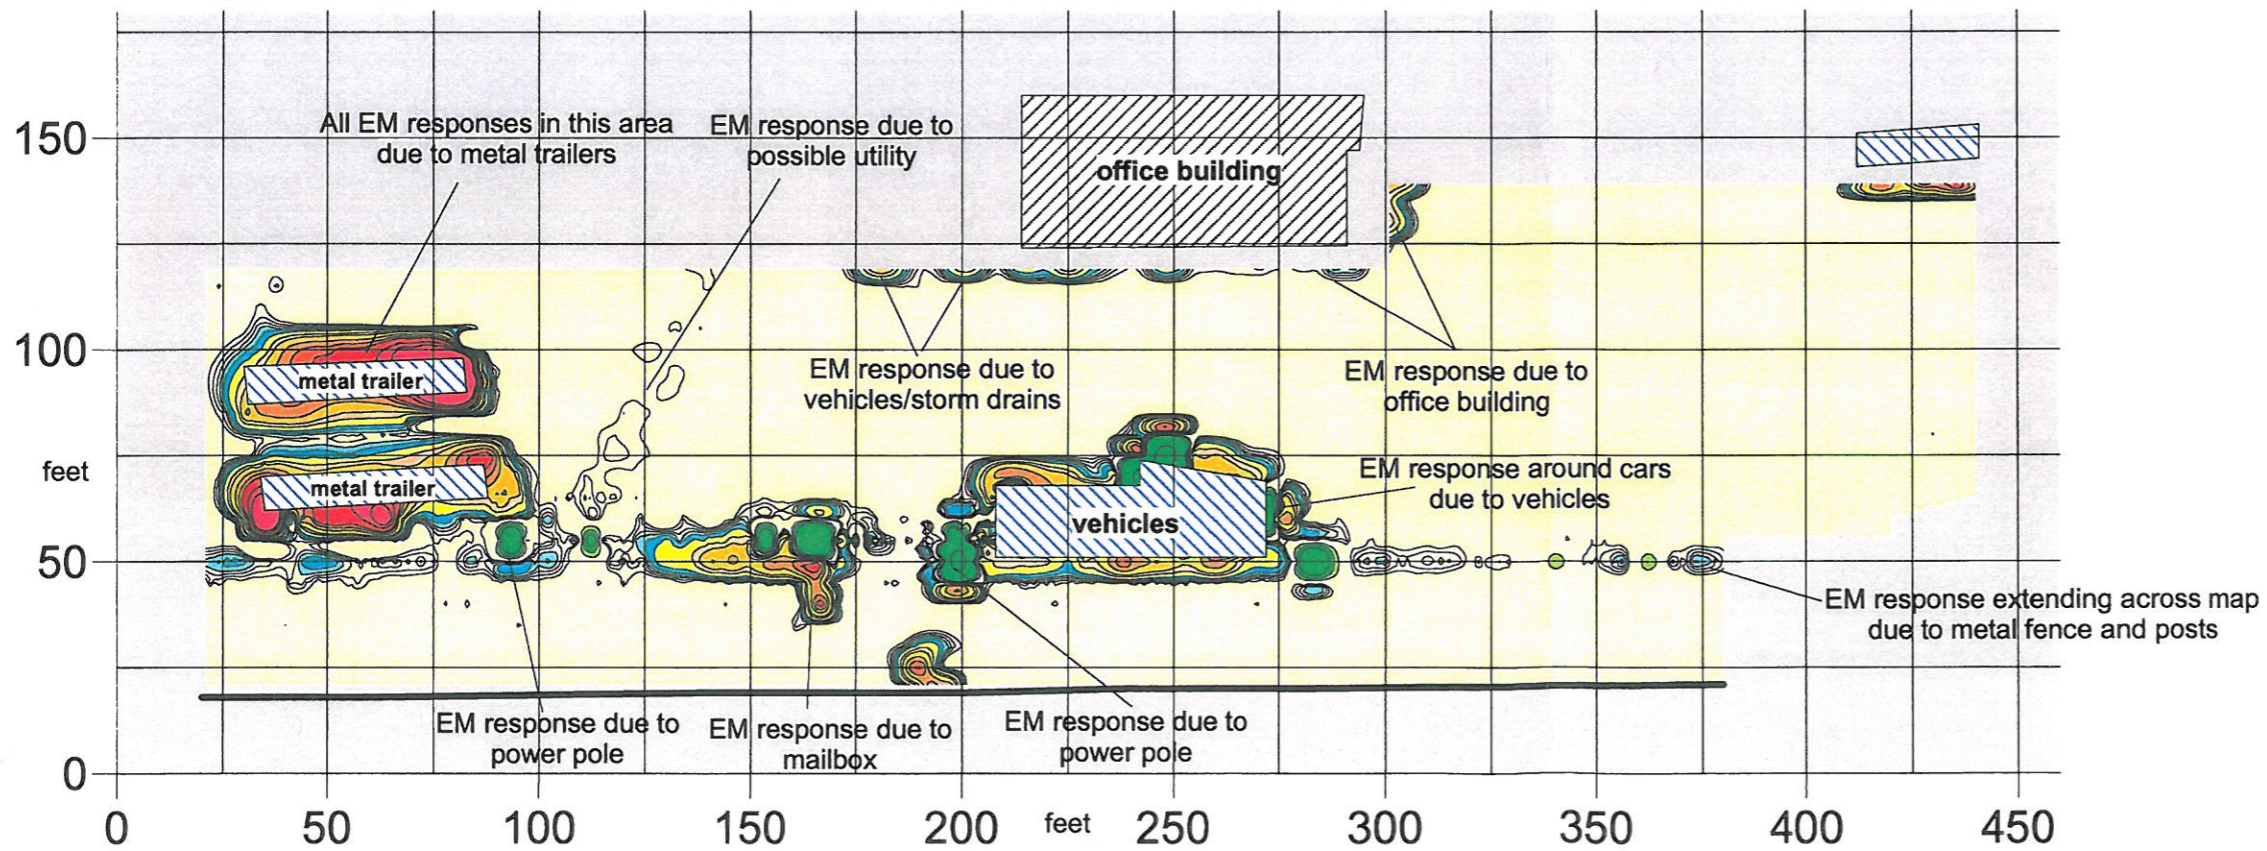 All EM responses in this area
due to metal trailers
EM response due to
possible utility
150
office building
100
metal trailer
EM response due to
vehicles/storm drains
EM response due to
office building
feet
metal trailer
EM response around cars
due to vehicles
vehicles
50
EM response extending across map
due to metal fence and posts
EM response due to
power pole
EM response due to
mailbox
EM response due to
power pole
0
0
50
100
150
200
feet
250
300
350
400
450